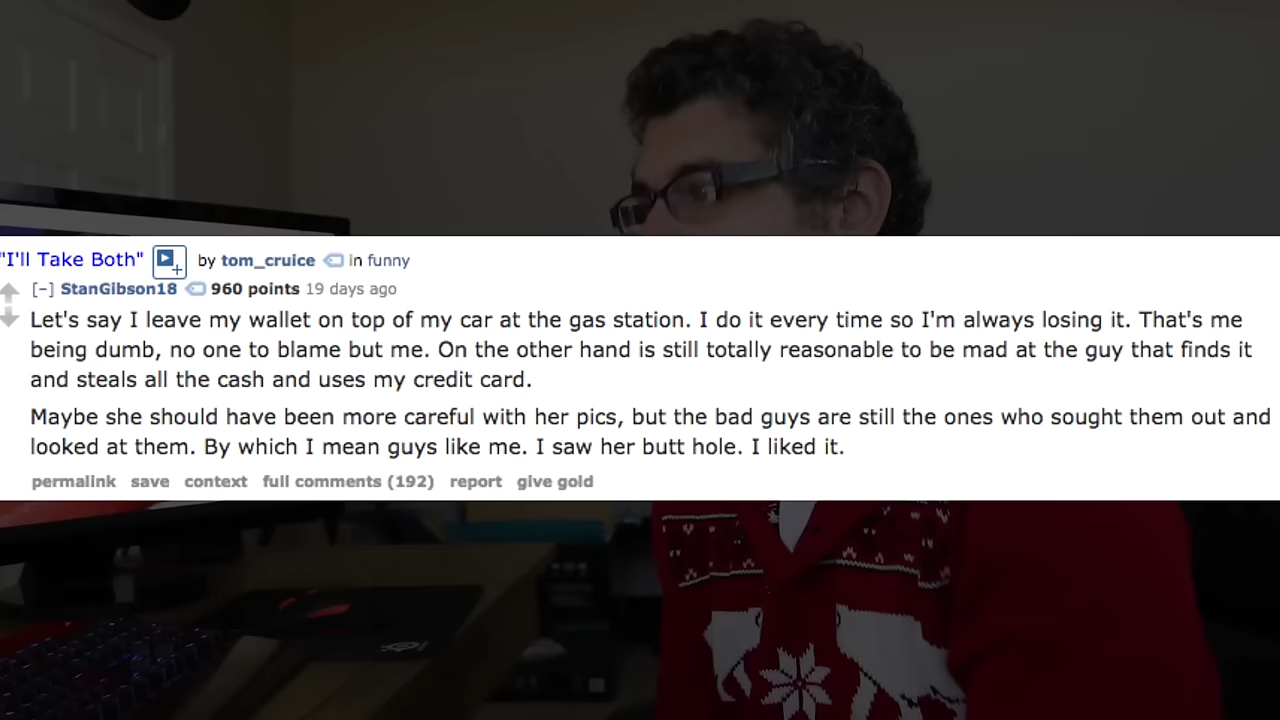 "I'll Take Both" by tom_cruice in funny
[-] StanGibson18 960 points 19 days ago
Let's say I leave my wallet on top of my car at the gas station. I do it every time so I'm always losing it. That's me
being dumb, no one to blame but me. On the other hand is still totally reasonable to be mad at the guy that finds it
and steals all the cash and uses my credit card.
Maybe she should have been more careful with her pics, but the bad guys are still the ones who sought them out and
looked at them. By which I mean guys like me. I saw her butt hole. I liked it.
permalink save context full comments (192) report give gold